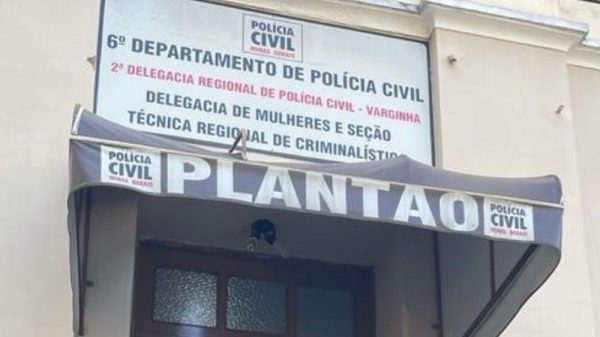 POLÍCIA
CIVIL
MINAS GERAIS
6º DEPARTAMENTO DE POLÍCIA CIVIL
2ª DELEGACIA REGIONAL DE POLÍCIA CIVIL - VARGINHA
DELEGACIA DE MULHERES E SEÇÃO
TÉCNICA REGIONAL DE CRIMINALÍSTICA
POLÍCIA
CIVIL
MINAS GERAIS
PLANTÃO
POLÍCIA
CIVIL
MINAS GERAIS